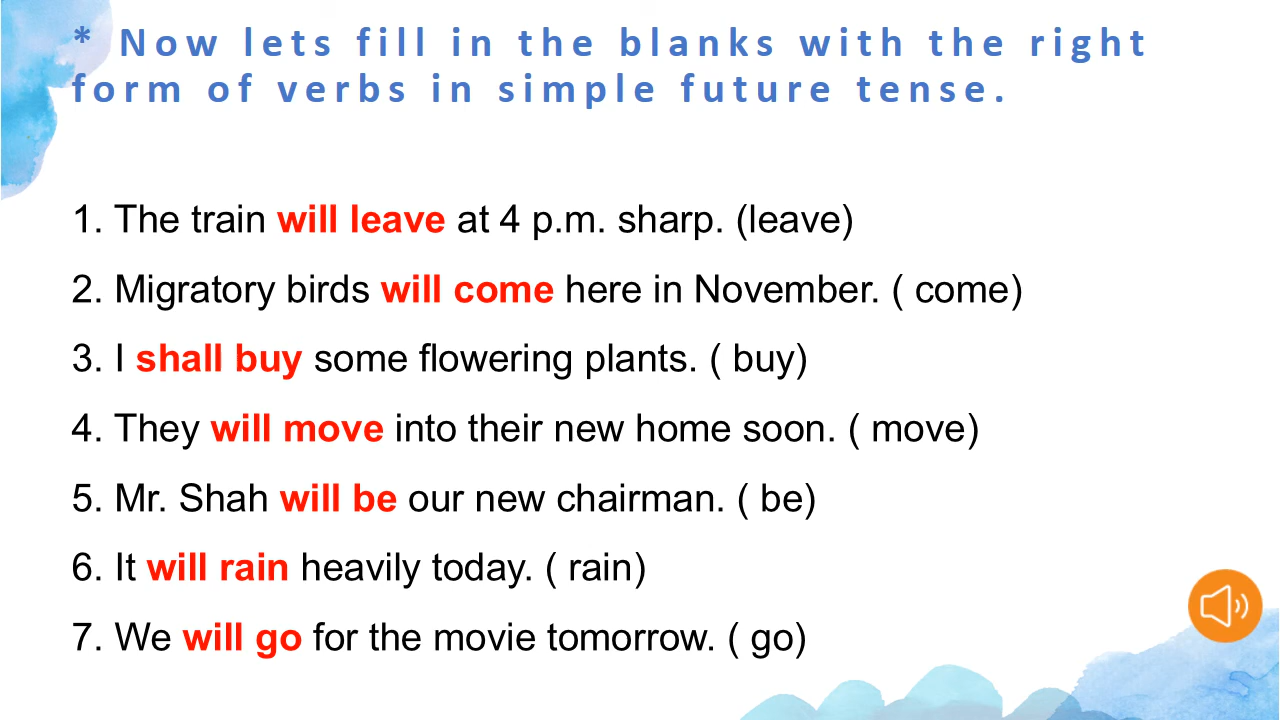 * Now lets fill in the blanks with the right
form of verbs in simple future tense.
1. The train will leave at 4 p.m. sharp. (leave)
2. Migratory birds will come here in November. ( come)
3. I shall buy some flowering plants. ( buy)
4. They will move into their new home soon. ( move)
5. Mr. Shah will be our new chairman. ( be)
6. It will rain heavily today. ( rain)
7. We will go for the movie tomorrow. ( go)